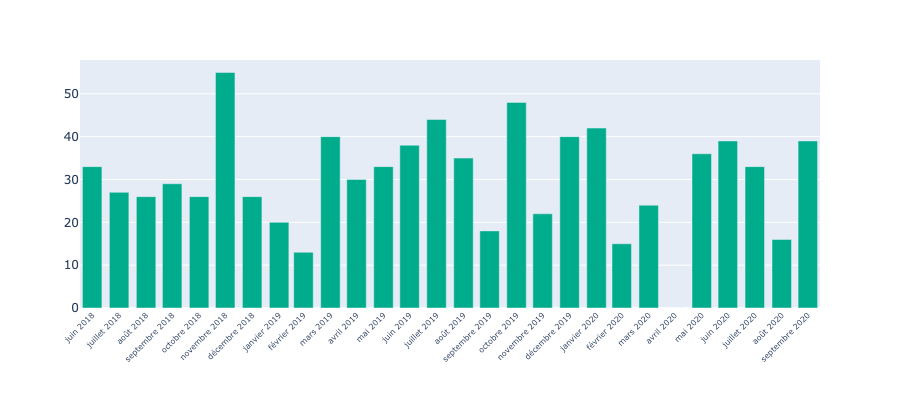 50
40
30
20
10
0
juin 2018
juillet 2018
août 2018
septembre 2018
octobre 2018
novembre 2018
décembre 2018
janvier 2019
février 2019
mars 2019
avril 2019
mai 2019
juin 2019
juillet 2019
août 2019
septembre 2019
octobre 2019
novembre 2019
décembre 2019
janvier 2020
février 2020
mars 2020
avril 2020
mai 2020
juin 2020
juillet 2020
août 2020
septembre 2020